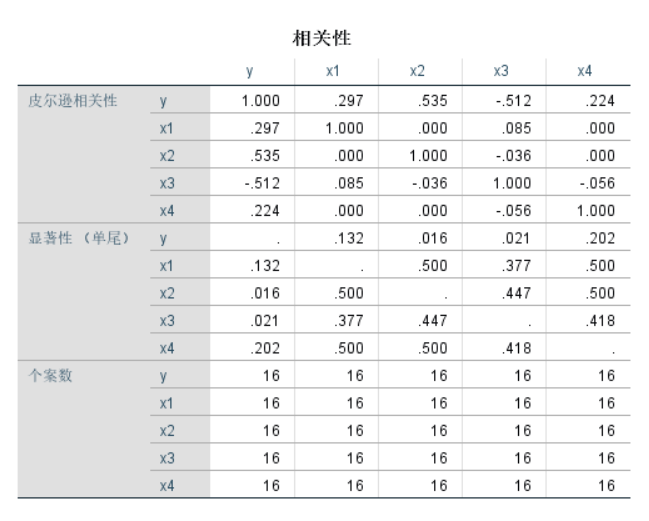 相关性
y x1 x2 x3 x4
皮尔逊相关性 y 1.000 .297 .535 -.512 .224
x1 .297 1.000 .000 .085 .000
x2 .535 .000 1.000 -.036 .000
x3 -.512 .085 -.036 1.000 -.056
x4 .224 .000 .000 -.056 1.000
显著性 （单尾） y . .132 .016 .021 .202
x1 .132 . .500 .377 .500
x2 .016 .500 . .447 .500
x3 .021 .377 .447 . .418
x4 .202 .500 .500 .418 .
个案数 y 16 16 16 16 16
x1 16 16 16 16 16
x2 16 16 16 16 16
x3 16 16 16 16 16
x4 16 16 16 16 16